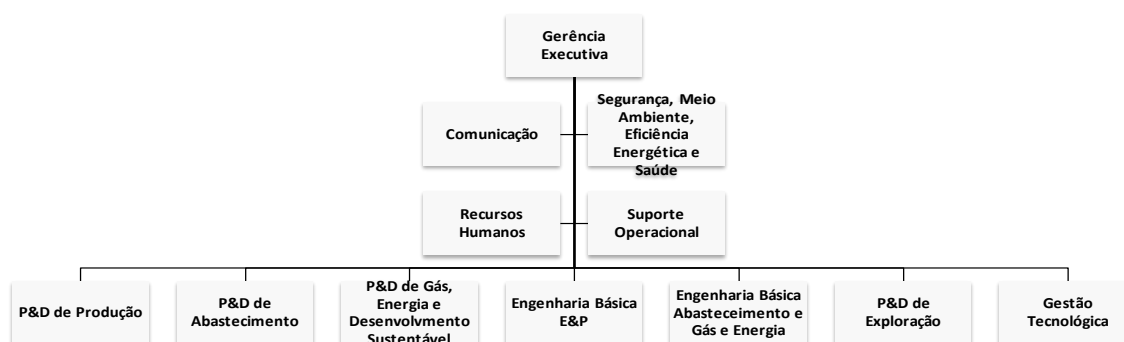 Gerência
Executiva
Comunicação
Segurança, Meio
Ambiente,
Eficiência
Energética e
Saúde
Recursos
Humanos
Suporte
Operacional
P&D de Produção
P&D de
Abastecimento
P&D de Gás,
Energia e
Desenvolvmento
Sustentável
Engenharia Básica
E&P
Engenharia Básica
Abasteceimento e
Gás e Energia
P&D de
Exploração
Gestão
Tecnológica